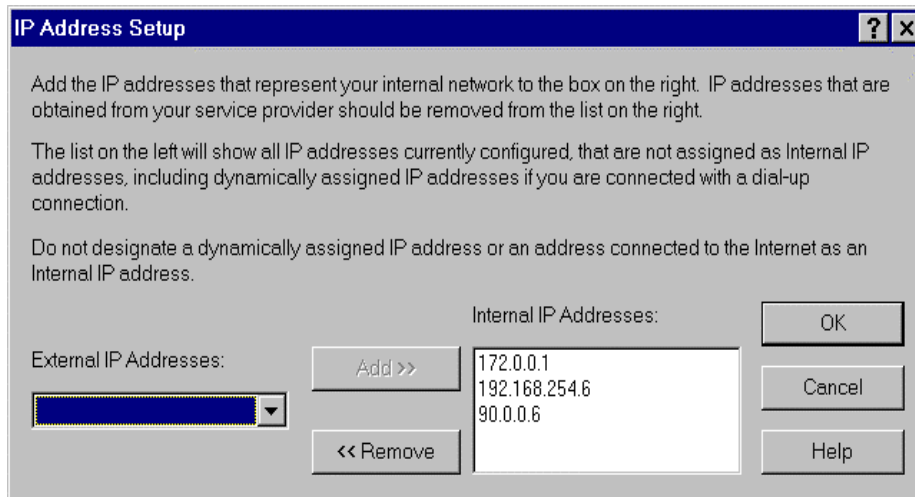 IP Address Setup
Add the IP addresses that represent your internal network to the box on the right. IP addresses that are
obtained from your service provider should be removed from the list on the right.
The list on the left will show all IP addresses currently configured, that are not assigned as Internal IP
addresses, including dynamically assigned IP addresses if you are connected with a dial-up
connection.
Do not designate a dynamically assigned IP address or an address connected to the Internet as an
Internal IP address.
Internal IP Addresses:
OK
External IP Addresses:
Add >>
172.0.0.1
192.168.254.6
90.0.0.6
Cancel
<< Remove
Help